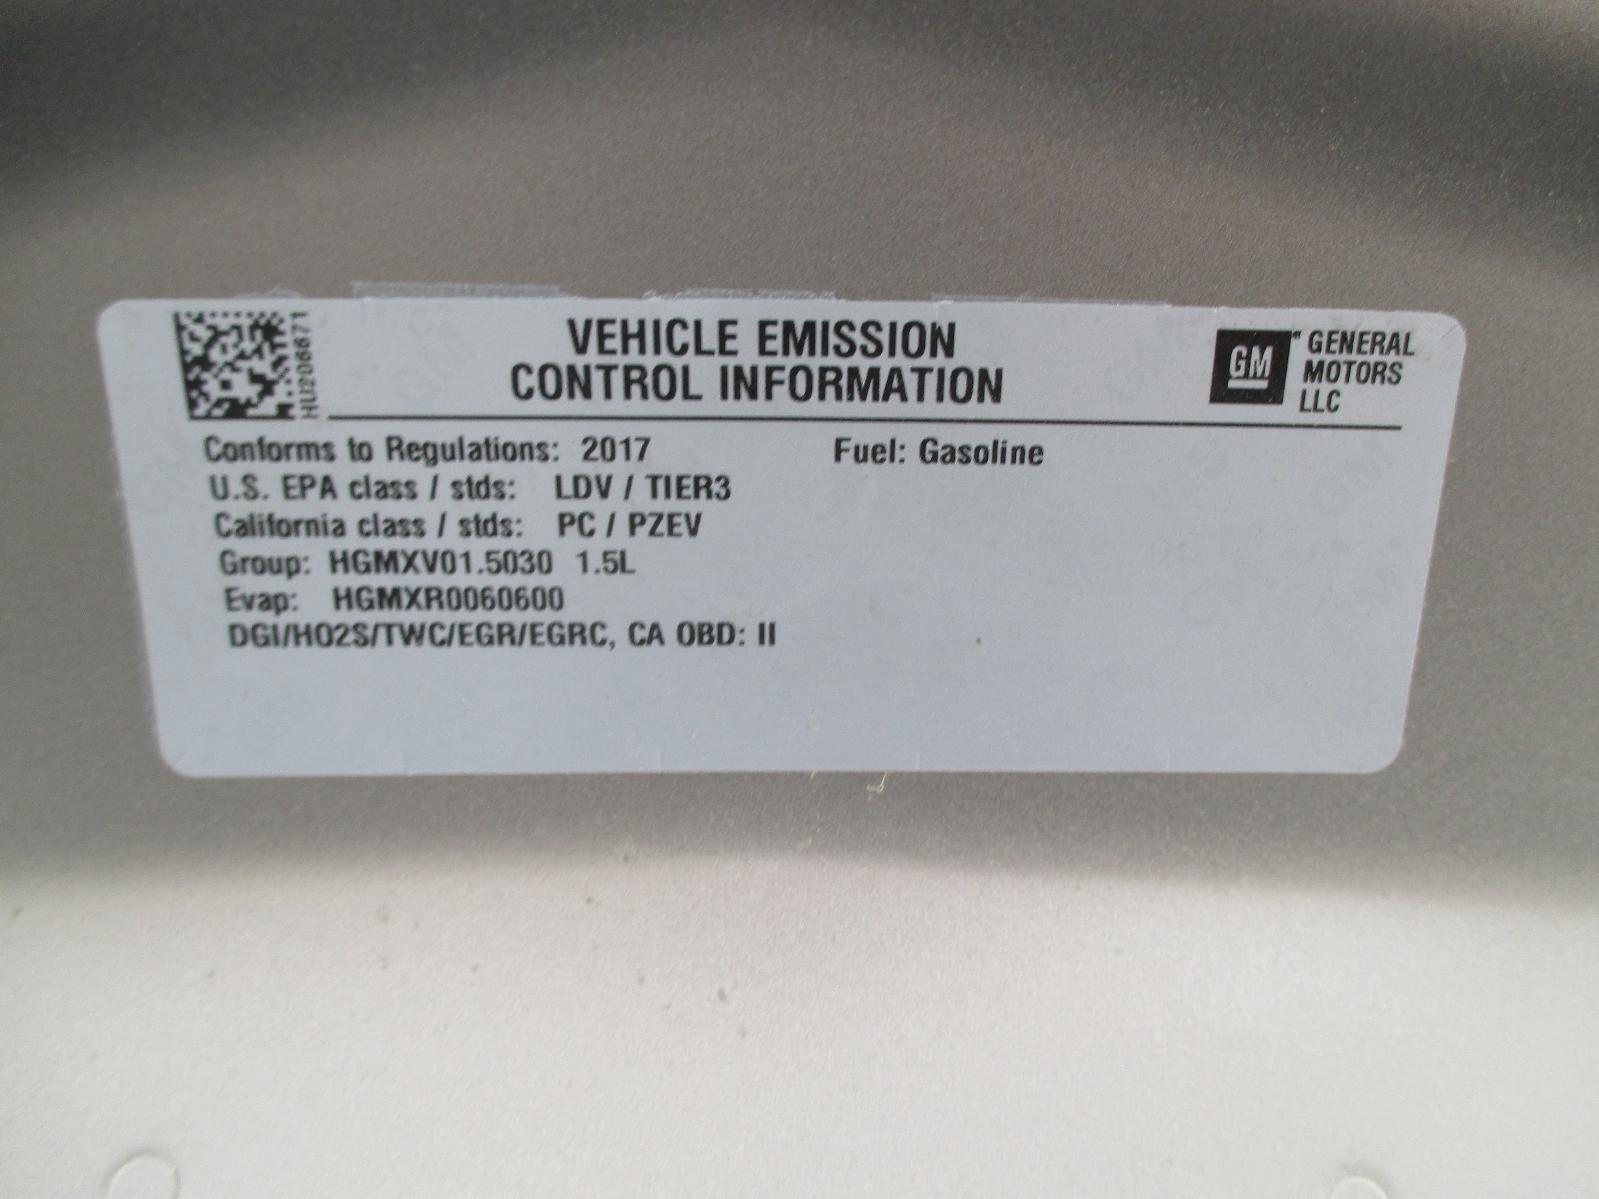 HU206671
VEHICLE EMISSION
CONTROL INFORMATION
GM
GENERAL
MOTORS
LLC
Conforms to Regulations: 2017 Fuel: Gasoline
U.S. EPA class / stds: LDV / TIER3
California class / stds: PC / PZEV
Group: HGMXV01.5030 1.5L
Evap: HGMXR0060600
DGI/HO2S/TWC/EGR/EGRC, CA OBD: II